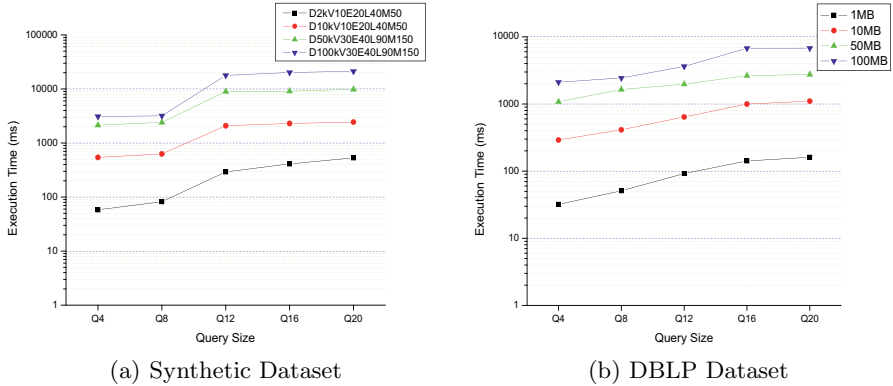 D2kV10E20L40M50
D10kV10E20L40M50
D50kV30E40L90M150
D100kV30E40L90M150
100000
10000
1000
100
10
1
Execution Time (ms)
Q4 Q8 Q12 Q16 Q20
Query Size
(a) Synthetic Dataset
1MB
10MB
50MB
100MB
10000
1000
100
10
1
Execution Time (ms)
Q4 Q8 Q12 Q16 Q20
Query Size
(b) DBLP Dataset